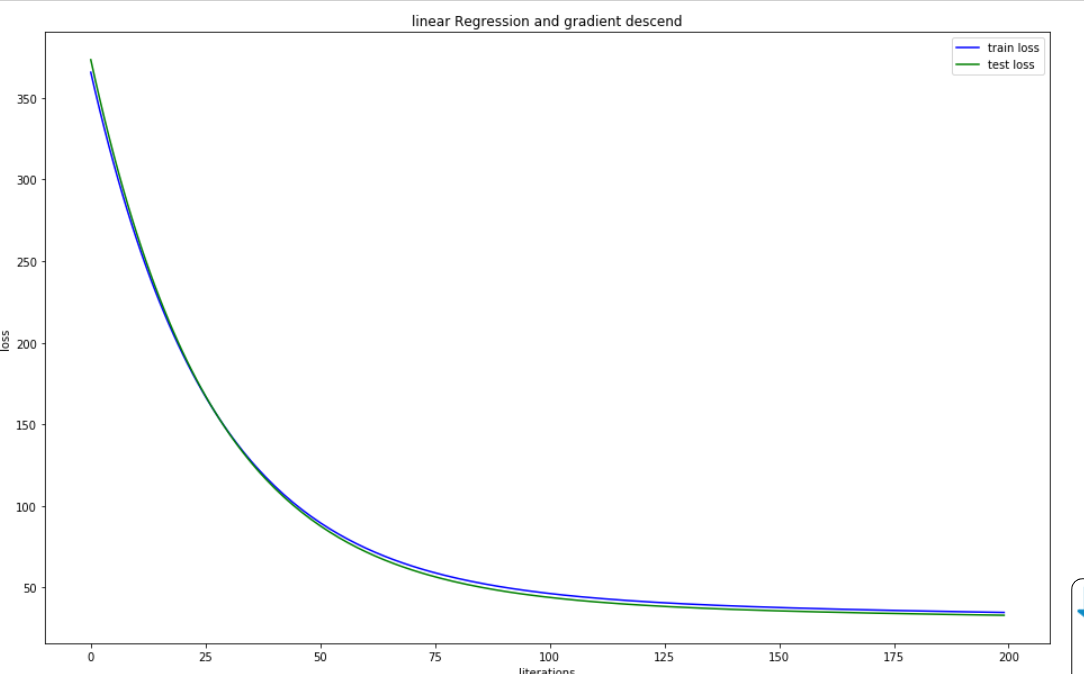 linear Regression and gradient descend
train loss
test loss
350
300
250
200
150
100
50
loss
0 25 50 75 100 125 150 175 200
Iiterations